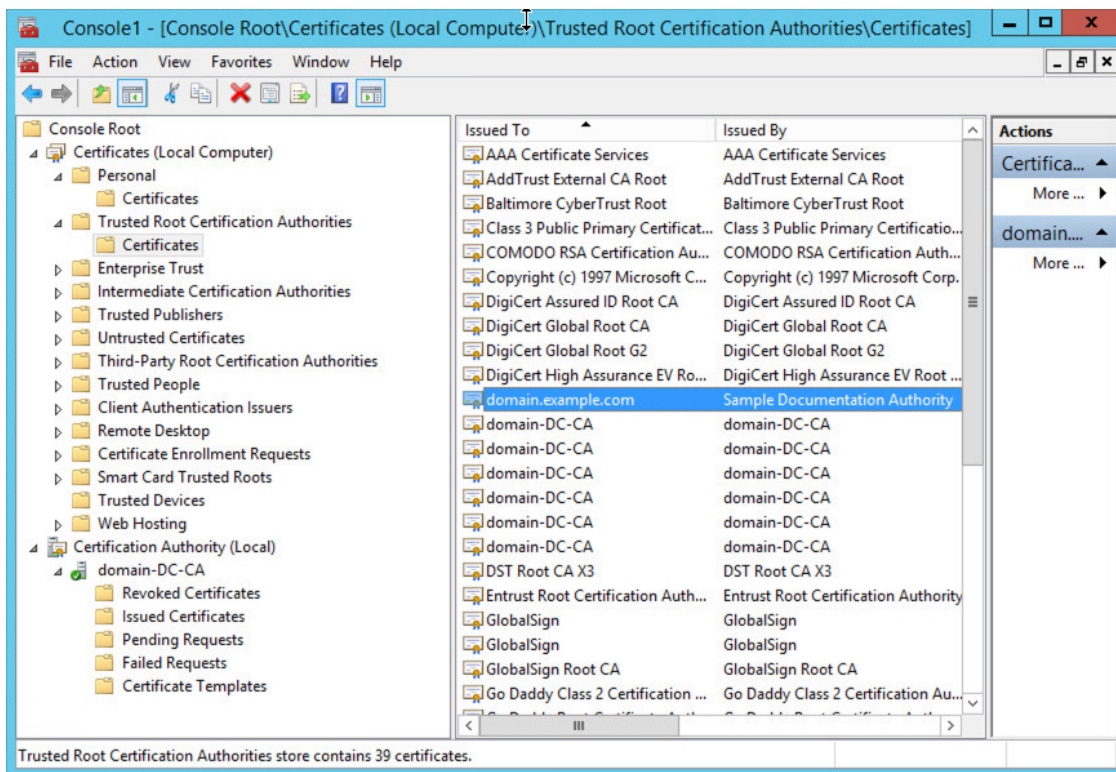 Console1 - [Console Root\Certificates (Local Computer)\Trusted Root Certification Authorities\Certificates]
File Action View Favorites Window Help
Console Root
Certificates (Local Computer)
Personal
Certificates
Trusted Root Certification Authorities
Certificates
Enterprise Trust
Intermediate Certification Authorities
Trusted Publishers
Untrusted Certificates
Third-Party Root Certification Authorities
Trusted People
Client Authentication Issuers
Remote Desktop
Certificate Enrollment Requests
Smart Card Trusted Roots
Trusted Devices
Web Hosting
Certification Authority (Local)
domain-DC-CA
Revoked Certificates
Issued Certificates
Pending Requests
Failed Requests
Certificate Templates
Issued To Issued By
AAA Certificate Services AAA Certificate Services
AddTrust External CA Root AddTrust External CA Root
Baltimore CyberTrust Root Baltimore CyberTrust Root
Class 3 Public Primary Certificat... Class 3 Public Primary Certificatio...
COMODO RSA Certification Au... COMODO RSA Certification Auth...
Copyright (c) 1997 Microsoft C... Copyright (c) 1997 Microsoft Corp.
DigiCert Assured ID Root CA DigiCert Assured ID Root CA
DigiCert Global Root CA DigiCert Global Root CA
DigiCert Global Root G2 DigiCert Global Root G2
DigiCert High Assurance EV Ro... DigiCert High Assurance EV Root ...
domain.example.com Sample Documentation Authority
domain-DC-CA domain-DC-CA
domain-DC-CA domain-DC-CA
domain-DC-CA domain-DC-CA
domain-DC-CA domain-DC-CA
domain-DC-CA domain-DC-CA
domain-DC-CA domain-DC-CA
DST Root CA X3 DST Root CA X3
Entrust Root Certification Auth... Entrust Root Certification Authority
GlobalSign GlobalSign
GlobalSign GlobalSign
GlobalSign Root CA GlobalSign Root CA
Go Daddy Class 2 Certification ... Go Daddy Class 2 Certification Au...
Actions
Certifica...
More ...
domain....
More ...
Trusted Root Certification Authorities store contains 39 certificates.